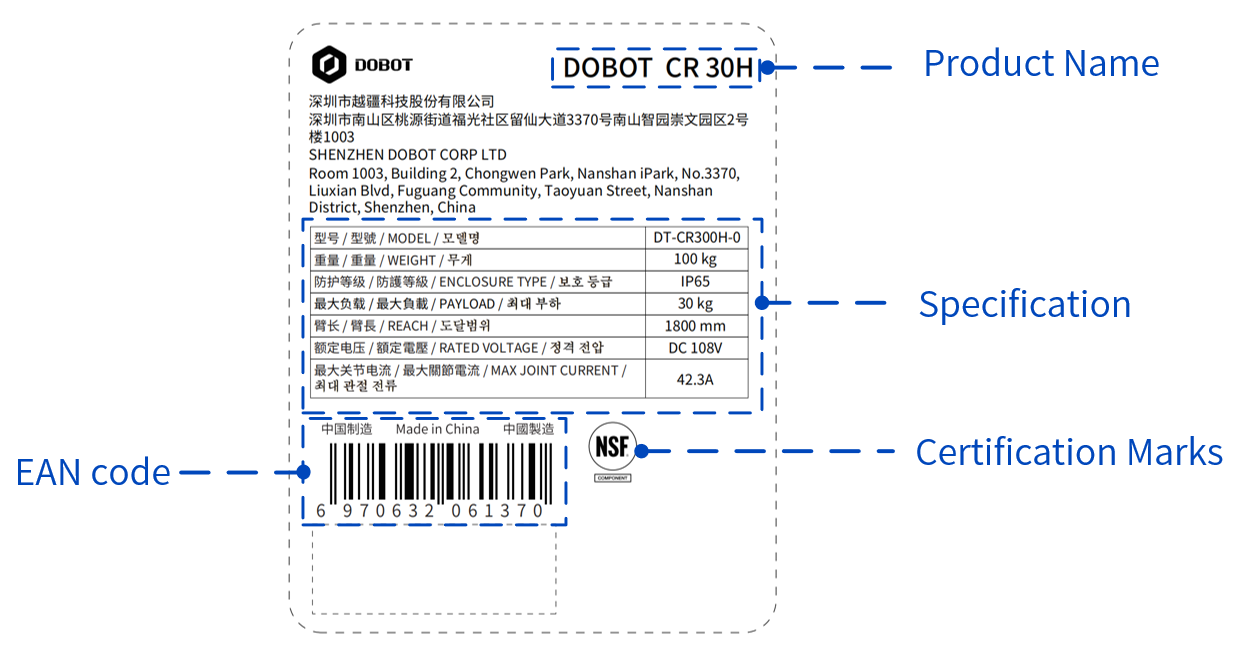 DOBOT
DOBOT CR 30H
Product Name
深圳市越疆科技股份有限公司
深圳市南山区桃源街道福光社区留仙大道3370号南山智园崇文园区2号
楼1003
SHENZHEN DOBOT CORP LTD
Room 1003, Building 2, Chongwen Park, Nanshan iPark, No.3370,
Liuxian Blvd, Fuguang Community, Taoyuan Street, Nanshan
District, Shenzhen, China
型号 / 型號 / MODEL / 모델명 DT-CR300H-0
重量 / 重量 / WEIGHT / 무게 100 kg
防护等级 / 防護等級 / ENCLOSURE TYPE / 보호 등급 IP65
最大负载 / 最大負載 / PAYLOAD / 최대 부하 30 kg
臂长 / 臂長 / REACH / 도달범위 1800 mm
额定电压 / 額定電壓 / RATED VOLTAGE / 정격 전압 DC 108V
最大关节电流 / 最大關節電流 / MAX JOINT CURRENT /
최대 관절 전류 42.3A
Specification
中国制造 Made in China 中國製造
6 970632 061370
EAN code
NSF
COMPONENT
Certification Marks